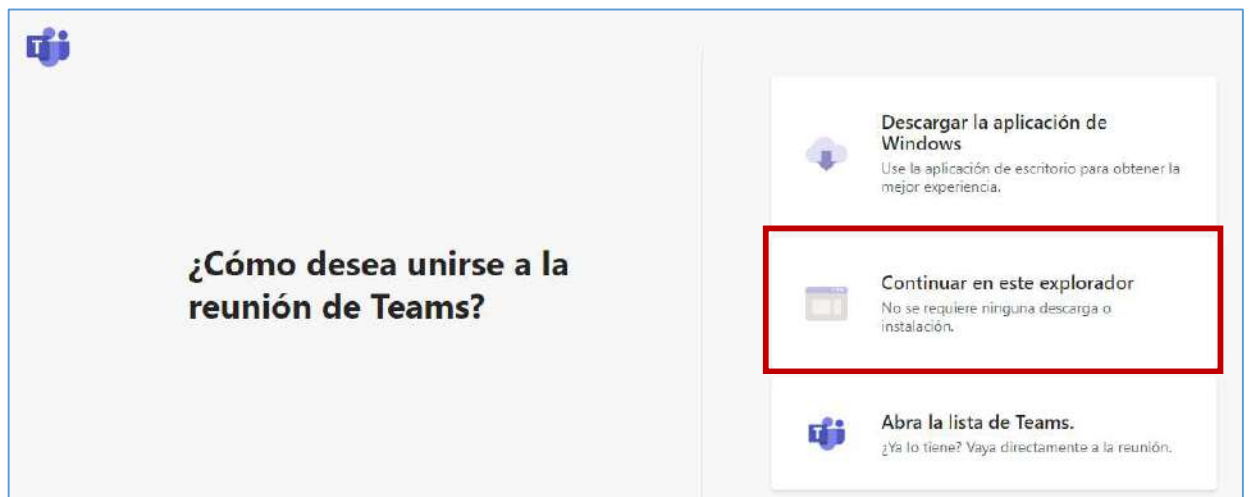 ¿Cómo desea unirse a la
reunión de Teams?
Descargar la aplicación de
Windows
Use la aplicación de escritorio para obtener la
mejor experiencia.
Continuar en este explorador
No se requiere ninguna descarga o
instalación.
Abra la lista de Teams.
¿Ya lo tiene? Vaya directamente a la reunión.